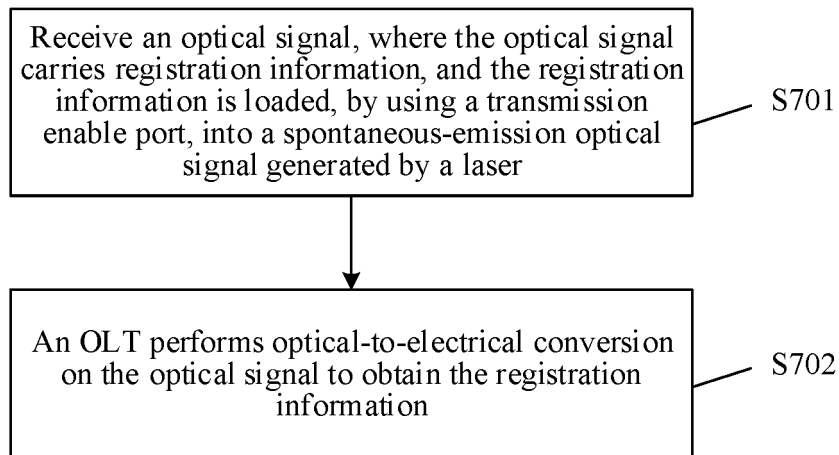 Receive an optical signal, where the optical signal
carries registration information, and the registration
information is loaded, by using a transmission
enable port, into a spontaneous-emission optical
signal generated by a laser
S701
An OLT performs optical-to-electrical conversion
on the optical signal to obtain the registration
information
S702